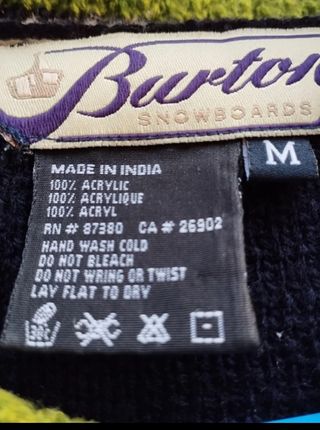 Burton
SNOWBOARDS
M
MADE IN INDIA
100% ACRYLIC
100% ACRYLIQUE
100% ACRYL
RN # 87380 CA # 26902
HAND WASH COLD
DO NOT BLEACH
DO NOT WRING OR TWIST
LAY FLAT TO DRY
30C